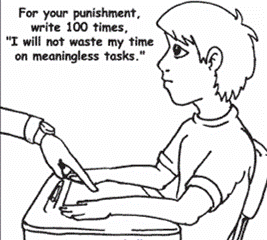 For your punishment,
write 100 times,
"I will not waste my time
on meaningless tasks."